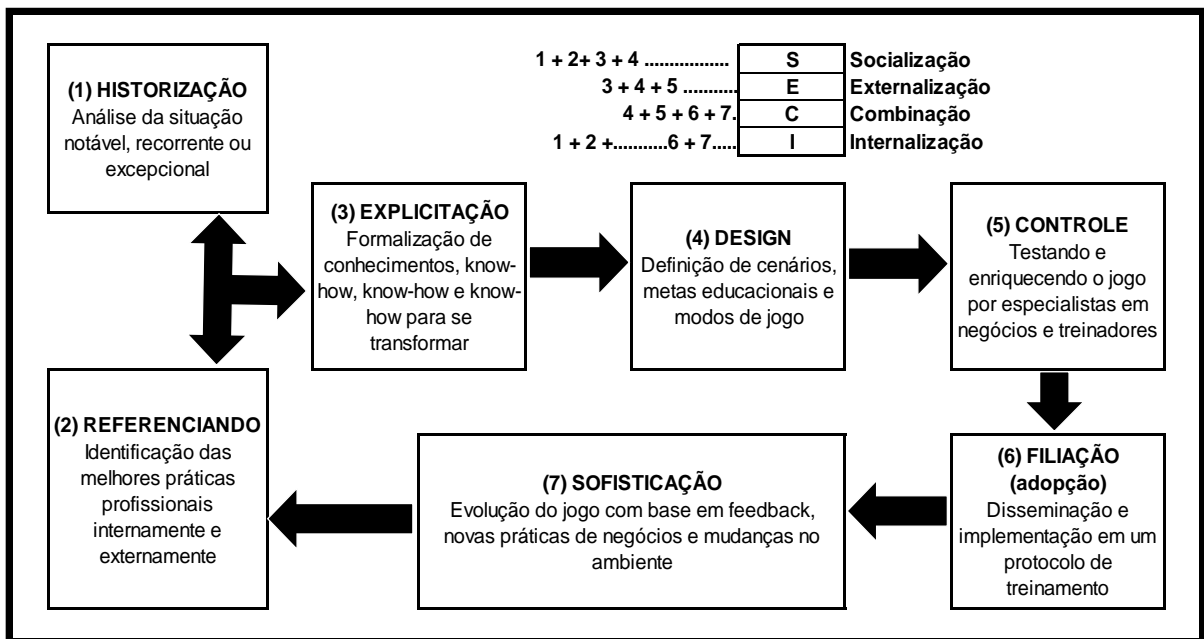 1 + 2+ 3 + 4 ................. S Socialização
3 + 4 + 5 ........... E Externalização
4 + 5 + 6 + 7. C Combinação
1 + 2 +...........6 + 7..... I Internalização
(1) HISTORIZAÇÃO
Análise da situação
notável, recorrente ou
excepcional
(2) REFERENCIANDO
Identificação das
melhores práticas
profissionais
internamente e
externamente
(3) EXPLICITAÇÃO
Formalização de
conhecimentos, know-
how, know-how e know-
how para se
transformar
(4) DESIGN
Definição de cenários,
metas educacionais e
modos de jogo
(5) CONTROLE
Testando e
enriquecendo o jogo
por especialistas em
negócios e treinadores
(6) FILIAÇÃO
(adopção)
Disseminação e
implementação em um
protocolo de
treinamento
(7) SOFISTICAÇÃO
Evolução do jogo com base em feedback,
novas práticas de negócios e mudanças no
ambiente